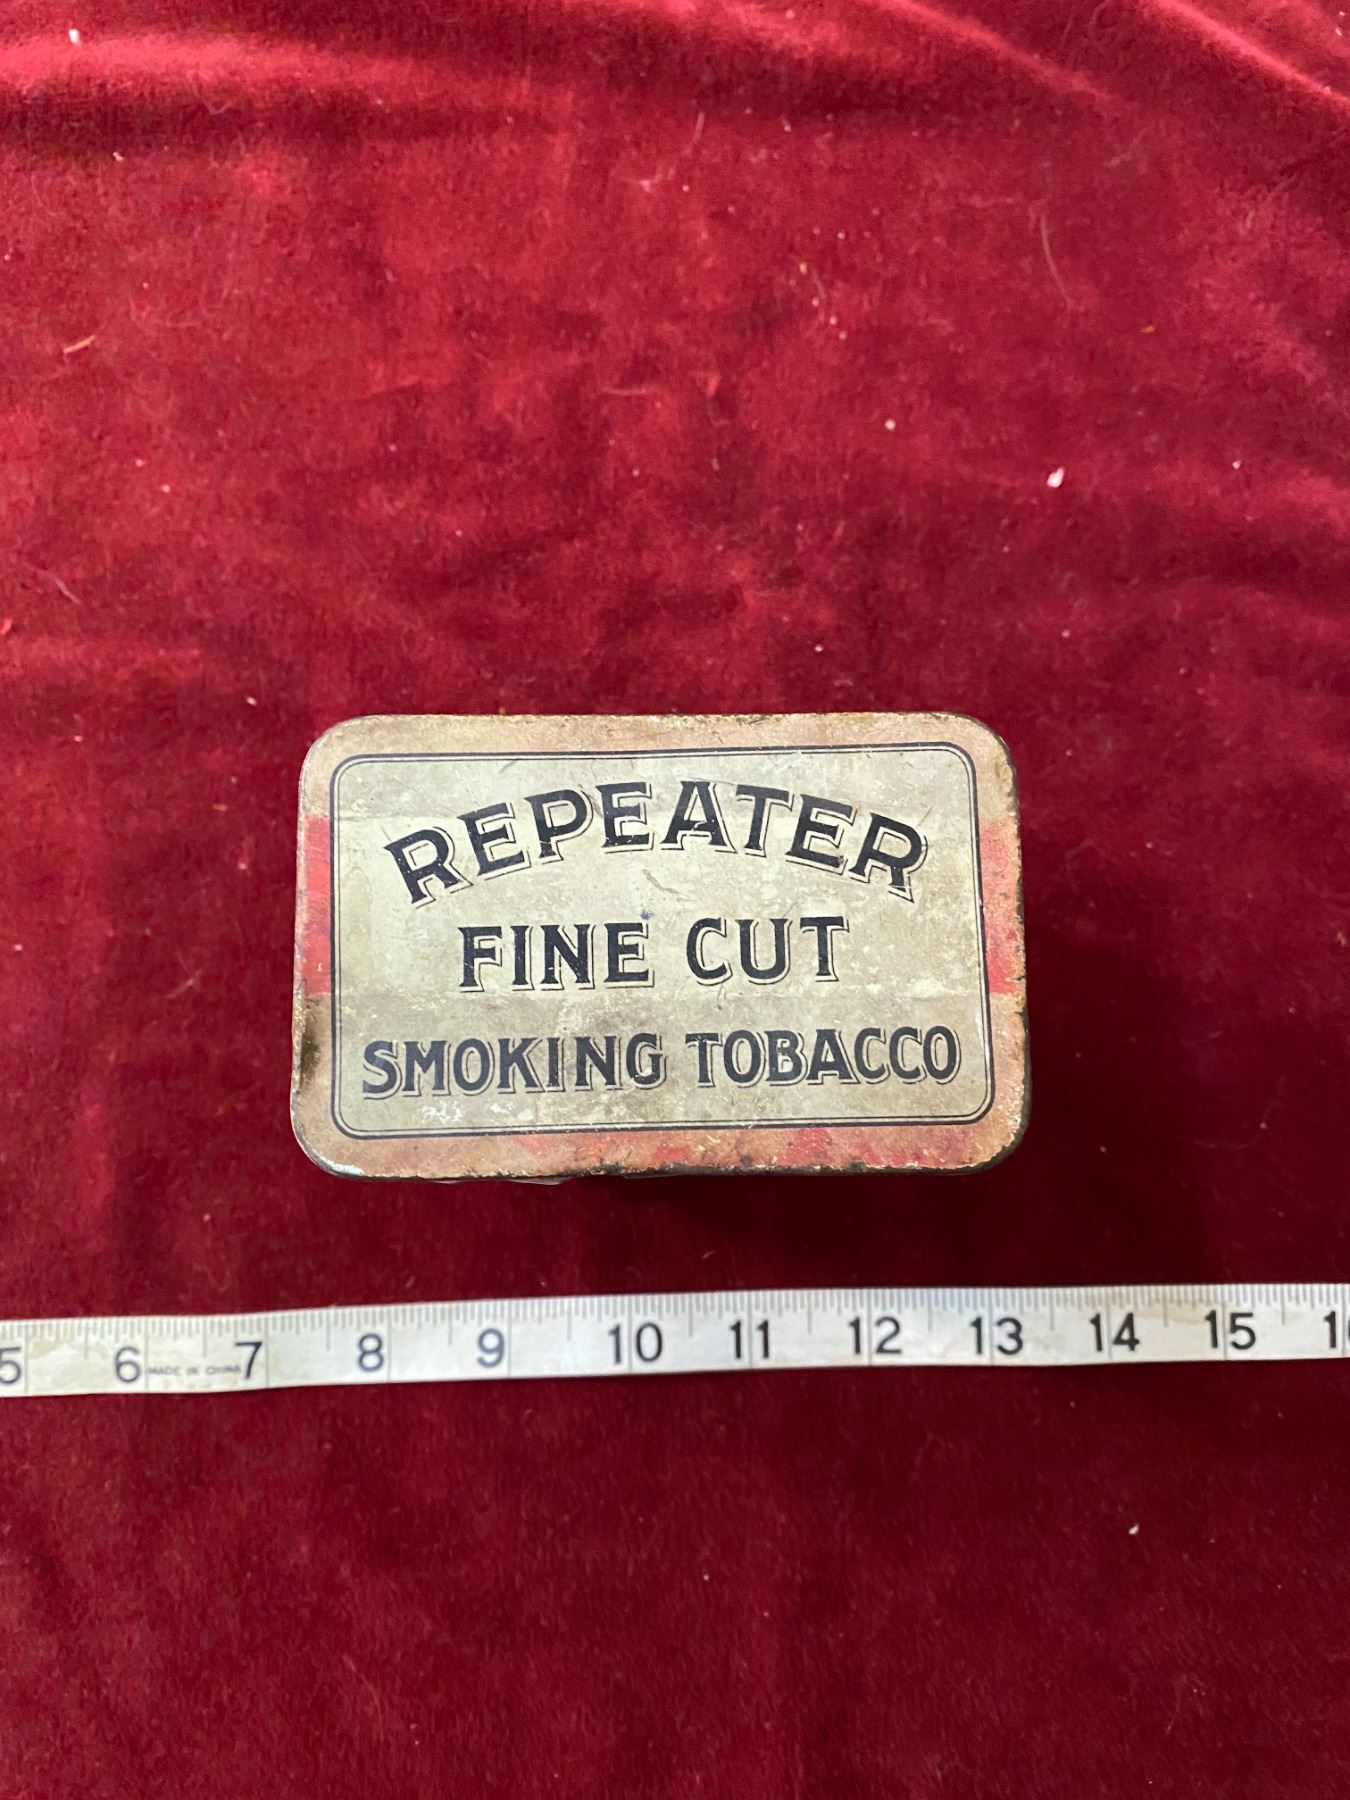 REPEATER
FINE CUT
SMOKING TOBACCO
5 6 MADE IN CHINA 7 8 9 10 11 12 13 14 15